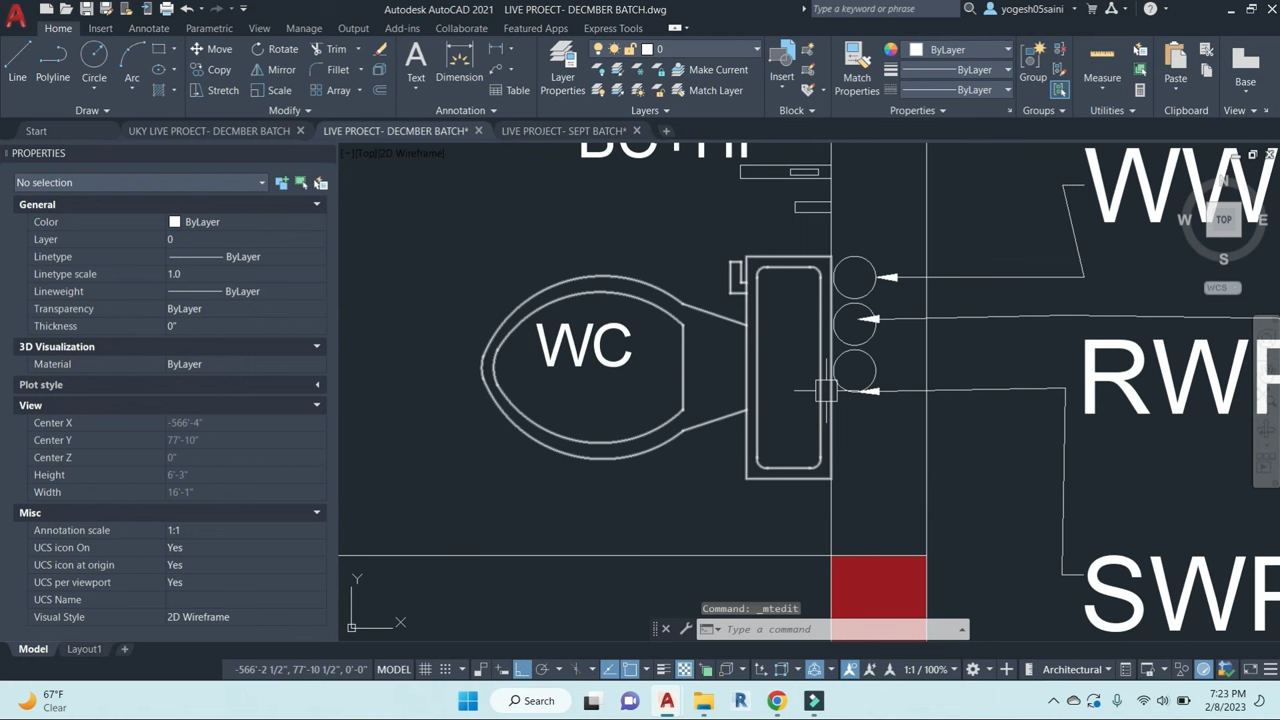 Autodesk AutoCAD 2021 LIVE PROECT- DECMBER BATCH.dwg
Type a keyword or phrase
yogesh05saini
Home Insert Annotate Parametric View Manage Output Add-ins Collaborate Featured Apps Express Tools
Line Polyline Circle Arc
Move Rotate Trim
Copy Mirror Fillet
Stretch Scale Array
Text Dimension Table
Layer Properties
0
Make Current
Match Layer
Insert
Match Properties
ByLayer
ByLayer
ByLayer
Group Measure Paste Base
Draw Modify Annotation Layers Block Properties Groups Utilities Clipboard View
Start UKY LIVE PROECT- DECMBER BATCH LIVE PROECT- DECMBER BATCH* LIVE PROJECT- SEPT BATCH*
PROPERTIES
[−][Top][2D Wireframe]
No selection
General
Color ByLayer
Layer 0
Linetype ByLayer
Linetype scale 1.0
Lineweight ByLayer
Transparency ByLayer
Thickness 0"
3D Visualization
Material ByLayer
Plot style
View
Center X -566'-4"
Center Y 77'-10"
Center Z 0"
Height 6'-3"
Width 16'-1"
Misc
Annotation scale 1:1
UCS icon On Yes
UCS icon at origin Yes
UCS per viewport Yes
UCS Name
Visual Style 2D Wireframe
WC
N
W TOP E
S
WCS
Y
X
Command: _mtedit
Type a command
Model Layout1
-566'-2 1/2", 77'-10 1/2", 0'-0" MODEL 1:1 / 100% Architectural
67°F
Clear
Search
7:23 PM
2/8/2023